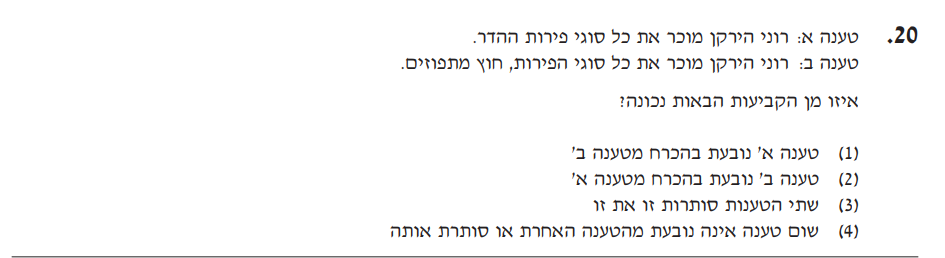 20. טענה א: רוני הירקן מוכר את כל סוגי פירות ההדר.
טענה ב: רוני הירקן מוכר את כל סוגי הפירות, חוץ מתפוזים.
איזו מן הקביעות הבאות נכונה?
(1) טענה א' נובעת בהכרח מטענה ב'
(2) טענה ב' נובעת בהכרח מטענה א'
(3) שתי הטענות סותרות זו את זו
(4) שום טענה אינה נובעת מהטענה האחרת או סותרת אותה